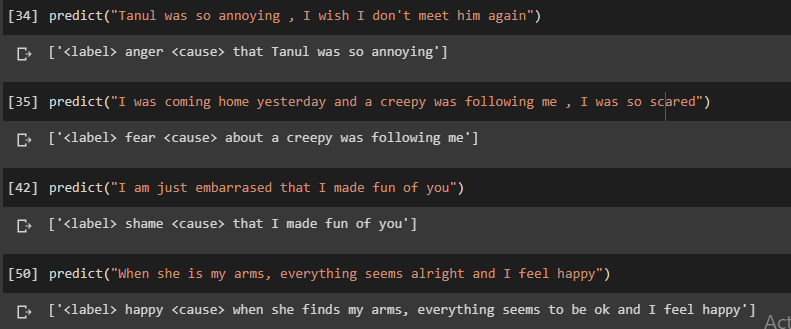 [34] predict("Tanul was so annoying , I wish I don't meet him again")
['<label> anger <cause> that Tanul was so annoying']
[35] predict("I was coming home yesterday and a creepy was following me , I was so scared")
['<label> fear <cause> about a creepy was following me']
[42] predict("I am just embarrased that I made fun of you")
['<label> shame <cause> that I made fun of you']
[50] predict("When she is my arms, everything seems alright and I feel happy")
['<label> happy <cause> when she finds my arms, everything seems to be ok and I feel happy']
Act